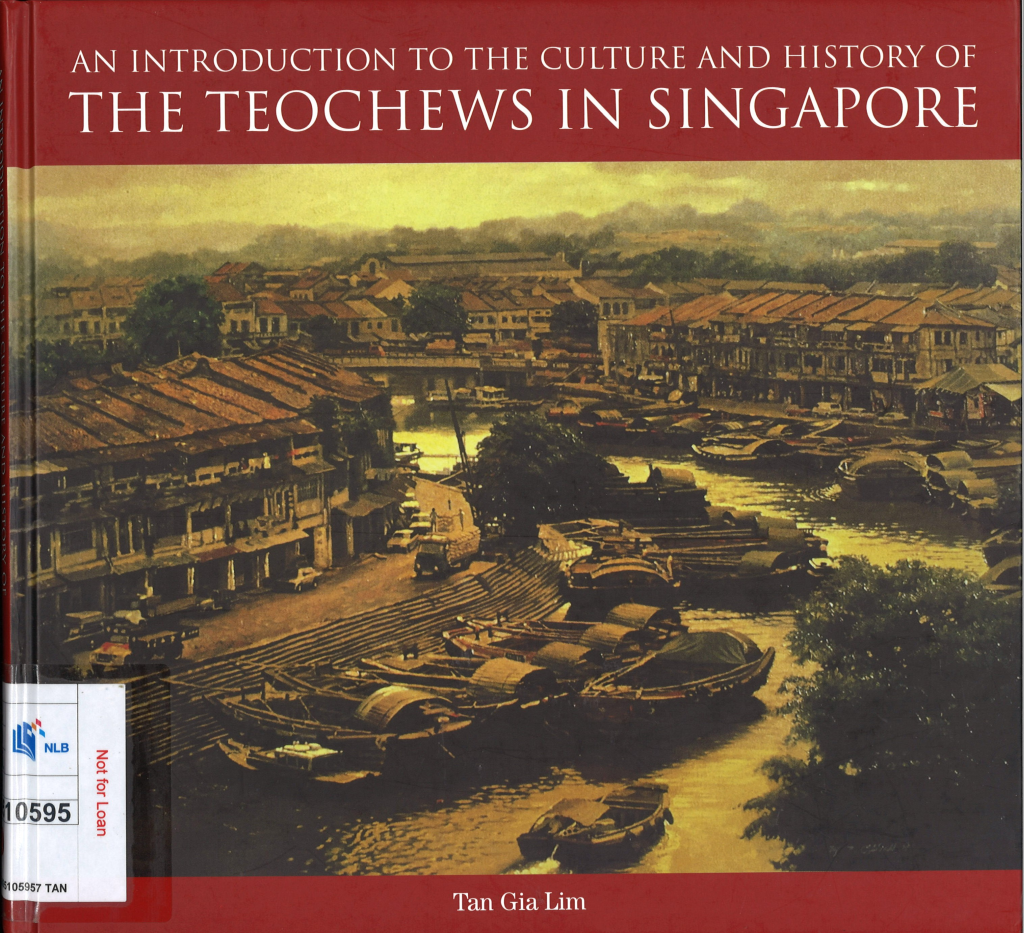 AN INTRODUCTION TO THE CULTURE AND HISTORY OF
THE TEOCHEWS IN SINGAPORE
NLB
Not for Loan
10595
105957 TAN
Tan Gia Lim